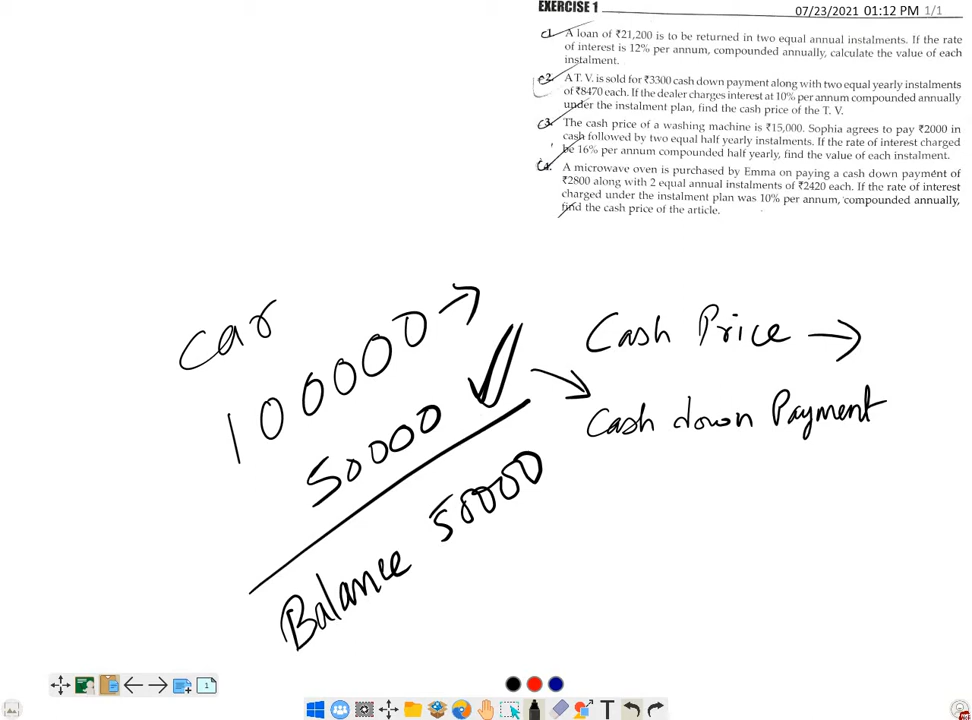 EXERCISE 1
07/23/2021 01:12 PM 1/1
c1. A loan of ₹21,200 is to be returned in two equal annual instalments. If the rate
of interest is 12% per annum, compounded annually, calculate the value of each
instalment.
c2. A T. V. is sold for ₹3300 cash down payment along with two equal yearly instalments
of ₹8470 each. If the dealer charges interest at 10% per annum compounded annually
under the instalment plan, find the cash price of the T. V.
c3. The cash price of a washing machine is ₹15,000. Sophia agrees to pay ₹2000 in
cash followed by two equal half yearly instalments. If the rate of interest charged
be 16% per annum compounded half yearly, find the value of each instalment.
c4. A microwave oven is purchased by Emma on paying a cash down payment of
₹2800 along with 2 equal annual instalments of ₹2420 each. If the rate of interest
charged under the instalment plan was 10% per annum, compounded annually,
find the cash price of the article.
car
100000 →
50000
Balance 50000
Cash Price →
Cash down Payment
1
T